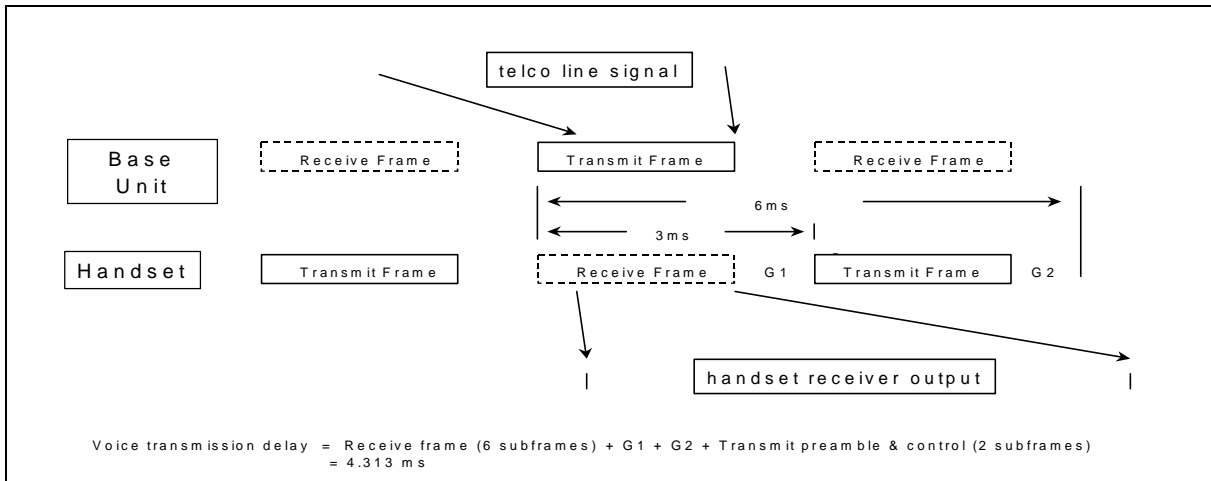 telco line signal
Base Unit
Receive Frame
Transmit Frame
Receive Frame
6ms
3ms
Handset
Transmit Frame
Receive Frame
G1
Transmit Frame
G2
handset receiver output
Voice transmission delay = Receive frame (6 subframes) + G1 + G2 + Transmit preamble & control (2 subframes)
= 4.313 ms